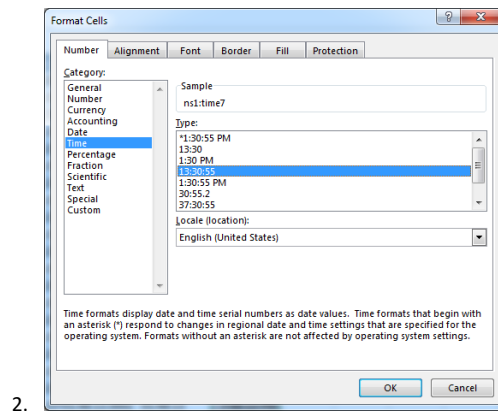 Format Cells
Number Alignment Font Border Fill Protection
Category:
General
Number
Currency
Accounting
Date
Time
Percentage
Fraction
Scientific
Text
Special
Custom
Sample
ns1:time7
Type:
*1:30:55 PM
13:30
1:30 PM
13:30:55
1:30:55 PM
30:55.2
37:30:55
Locale (location):
English (United States)
Time formats display date and time serial numbers as date values. Time formats that begin with
an asterisk (*) respond to changes in regional date and time settings that are specified for the
operating system. Formats without an asterisk are not affected by operating system settings.
OK Cancel
2.